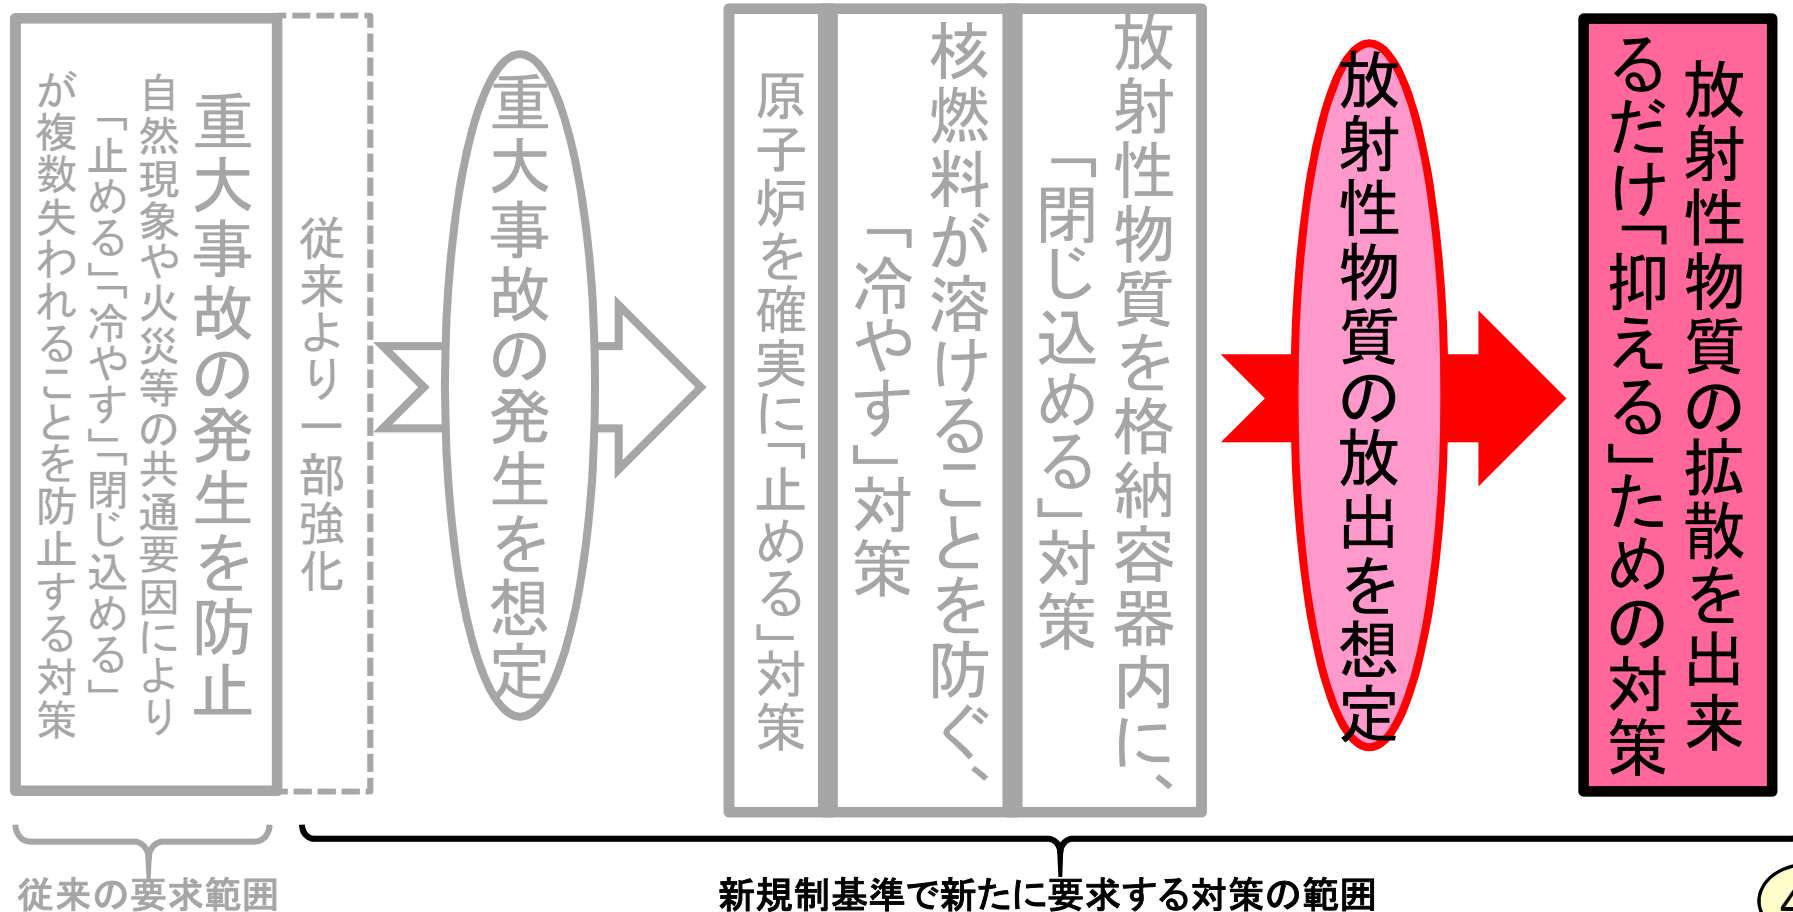 重大事故の発生を防止
自然現象や火災等の共通要因により
「止める」「冷やす」「閉じ込める」
が複数失われることを防止する対策
従来より一部強化
重大事故の発生を想定
原子炉を確実に「止める」対策
核燃料が溶けることを防ぐ、
「冷やす」対策
放射性物質を格納容器内に、
「閉じ込める」対策
放射性物質の放出を想定
放射性物質の拡散を出来
るだけ「抑える」ための対策
従来の要求範囲
新規制基準で新たに要求する対策の範囲